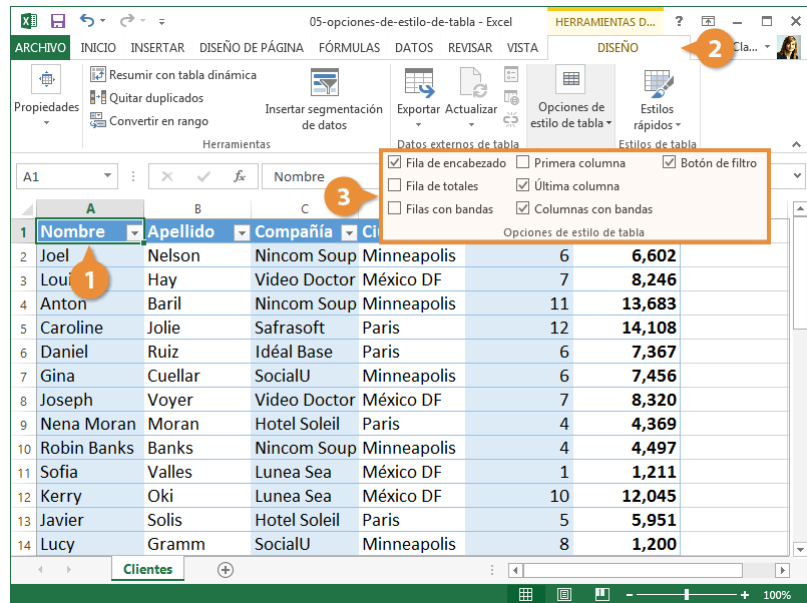 05-opciones-de-estilo-de-tabla - Excel
HERRAMIENTAS D...
?
ARCHIVO INICIO INSERTAR DISEÑO DE PÁGINA FÓRMULAS DATOS REVISAR VISTA DISEÑO 2 Cla...
Propiedades
Resumir con tabla dinámica
Quitar duplicados
Convertir en rango
Herramientas
Insertar segmentación de datos
Exportar Actualizar
Datos externos de tabla
Opciones de estilo de tabla
Estilos rápidos
Estilos de tabla
3
Fila de encabezado Primera columna Botón de filtro
Fila de totales Última columna
Filas con bandas Columnas con bandas
Opciones de estilo de tabla
A1 fx Nombre
A B C
1 Nombre Apellido Compañía
2 Joel Nelson Nincom Soup Minneapolis 6 6,602
1
3 Hay Video Doctor México DF 7 8,246
4 Anton Baril Nincom Soup Minneapolis 11 13,683
5 Caroline Jolie Safrasoft Paris 12 14,108
6 Daniel Ruiz Idéal Base Paris 6 7,367
7 Gina Cuellar SocialU Minneapolis 6 7,456
8 Joseph Voyer Video Doctor México DF 7 8,320
9 Nena Moran Moran Hotel Soleil Paris 4 4,369
10 Robin Banks Banks Nincom Soup Minneapolis 4 4,497
11 Sofia Valles Lunea Sea México DF 1 1,211
12 Kerry Oki Lunea Sea México DF 10 12,045
13 Javier Solis Hotel Soleil Paris 5 5,951
14 Lucy Gramm SocialU Minneapolis 8 1,200
Clientes
100%